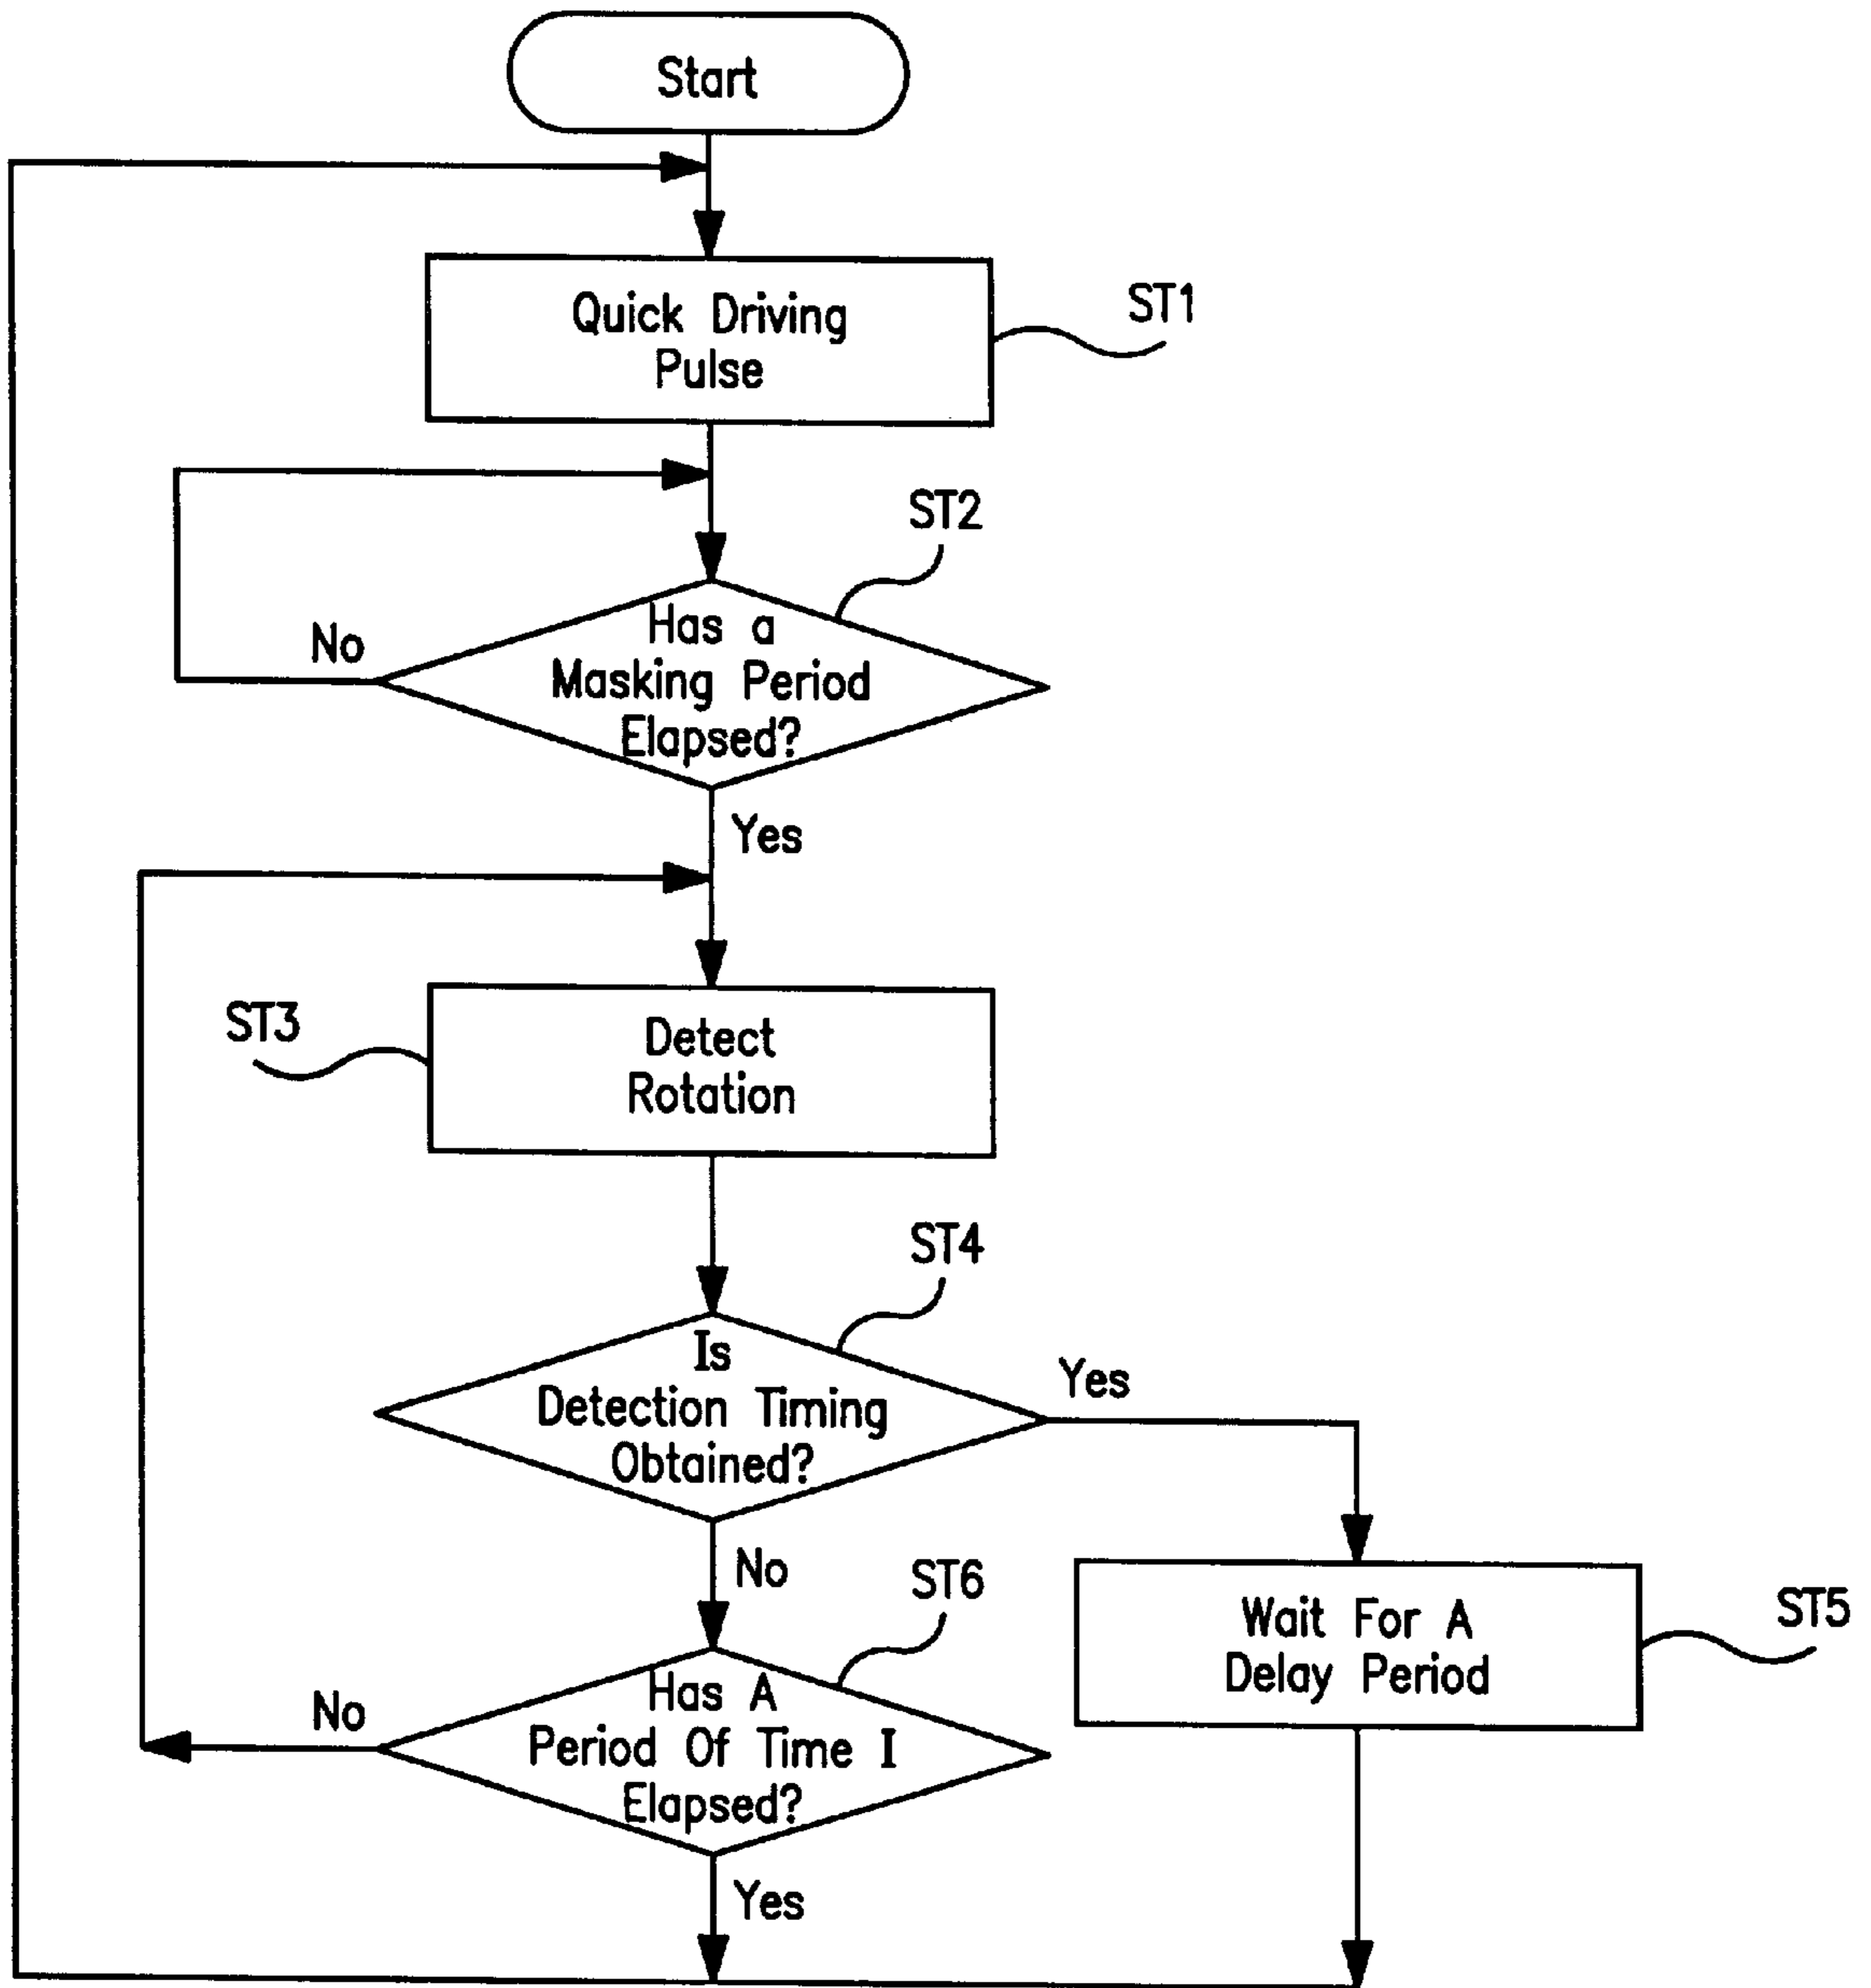 Start
Quick Driving
Pulse
ST1
ST2
Has a
Masking Period
Elapsed?
No
Yes
ST3
Detect
Rotation
ST4
Is
Detection Timing
Obtained?
Yes
No
ST6
Wait For A
Delay Period
ST5
Has A
Period Of Time I
Elapsed?
No
Yes